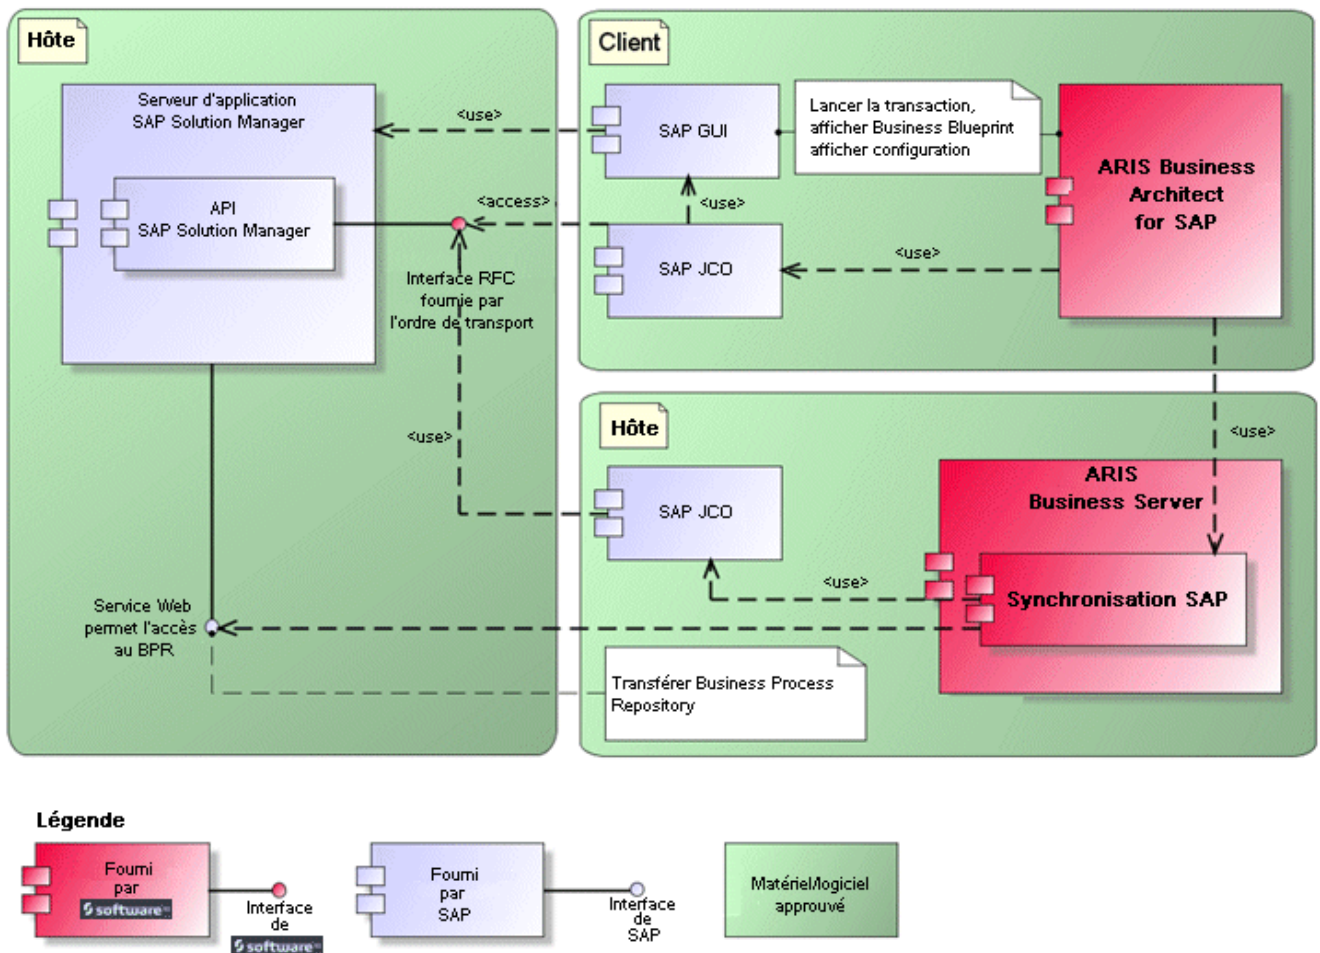 Hôte
Serveur d'application
SAP Solution Manager
API
SAP Solution Manager
<use>
<access>
Interface RFC
fournie par
l'ordre de transport
<use>
Service Web
permet l'accès
au BPR
Client
SAP GUI
Lancer la transaction,
afficher Business Blueprint
afficher configuration
ARIS Business
Architect
for SAP
<use>
SAP JCO
<use>
<use>
Hôte
SAP JCO
ARIS
Business Server
<use>
Synchronisation SAP
Transférer Business Process
Repository
Légende
Fourni
par
software
Interface
de
software
Fourni
par
SAP
Interface
de
SAP
Matériel/logiciel
approuvé